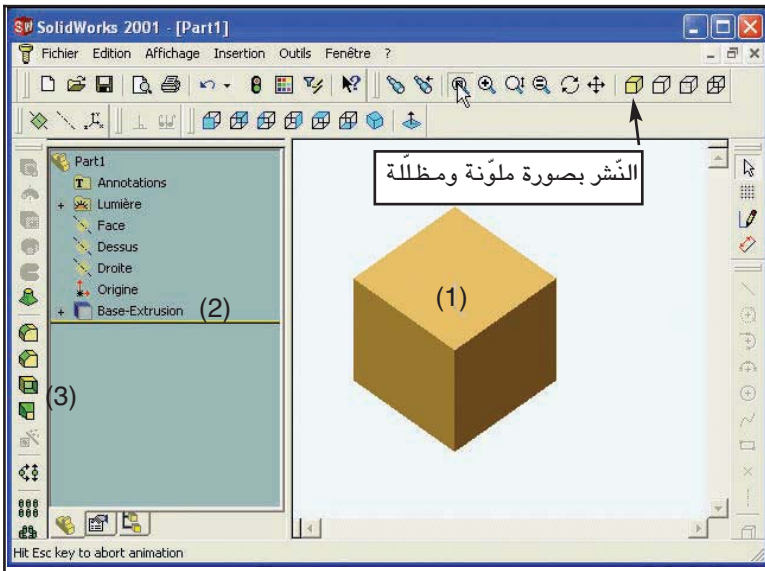 SolidWorks 2001 - [Part1]
Fichier Edition Affichage Insertion Outils Fenêtre ?
النّشر بصورة ملوّنة ومظلّلة
Part1
Annotations
Lumière
Face
Dessus
Droite
Origine
Base-Extrusion (2)
(1)
(3)
Hit Esc key to abort animation